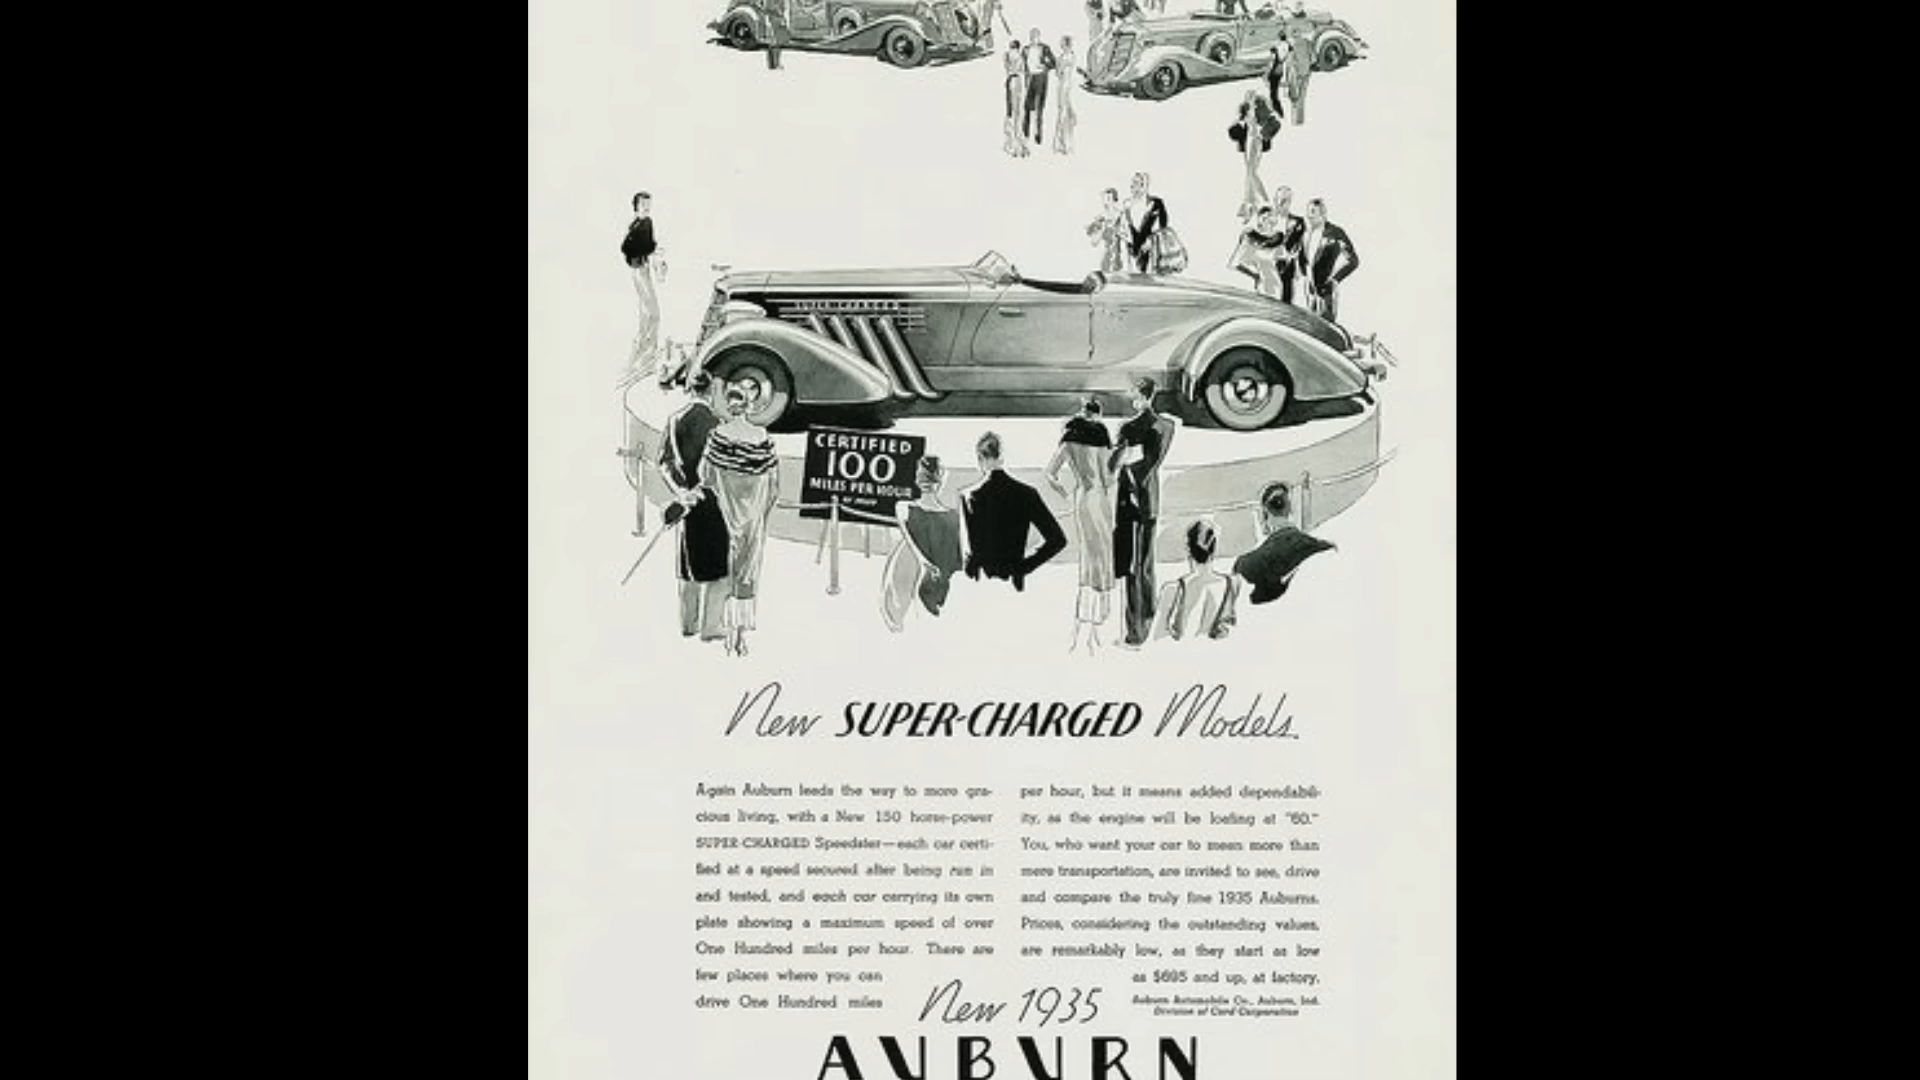 SUPER-CHARGED
CERTIFIED
100
MILES PER HOUR
New SUPER-CHARGED Models.
Again Auburn leads the way to more gra-
cious living, with a New 150 horse-power
SUPER-CHARGED Speedster—each car certi-
fied at a speed secured after being run in
and tested, and each car carrying its own
plate showing a maximum speed of over
One Hundred miles per hour. There are
few places where you can
drive One Hundred miles
per hour, but it means added dependabil-
ity, as the engine will be loafing at "60."
You, who want your car to mean more than
mere transportation, are invited to see, drive
and compare the truly fine 1935 Auburns.
Prices, considering the outstanding values,
are remarkably low, as they start as low
as $695 and up, at factory.
Auburn Automobile Co., Auburn, Ind.
Division of Cord Corporation
New 1935
AUBURN